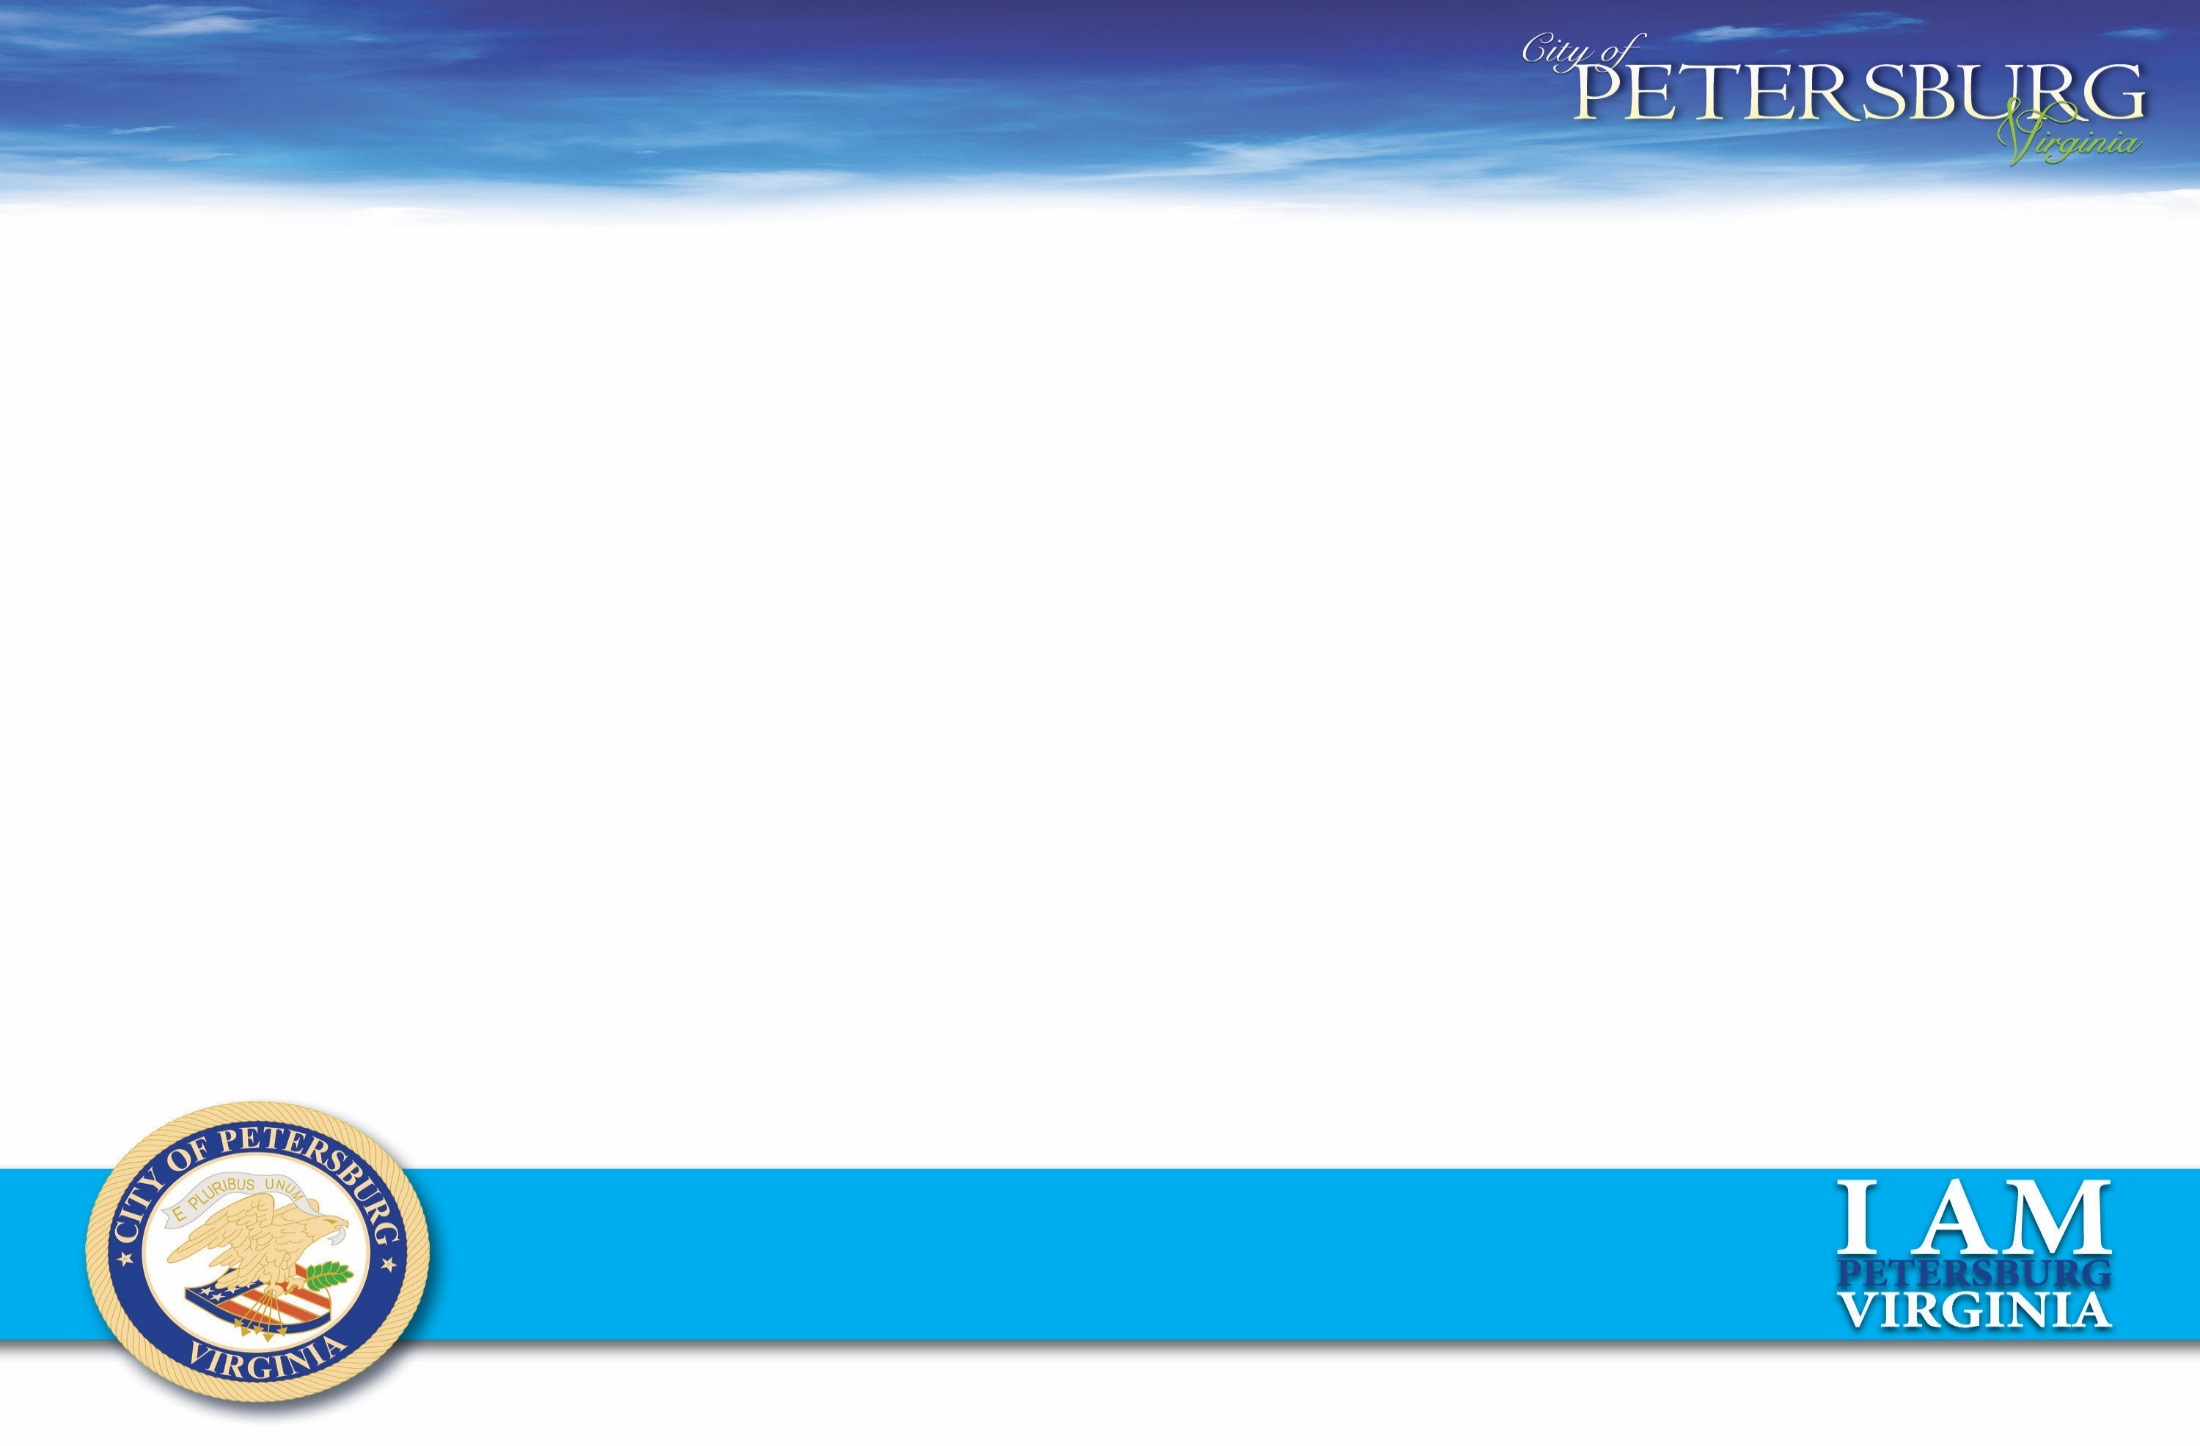 City of
PETERSBURG
Virginia
CITY OF PETERSBURG
E PLURIBUS UNUM
VIRGINIA
I AM
PETERSBURG
VIRGINIA